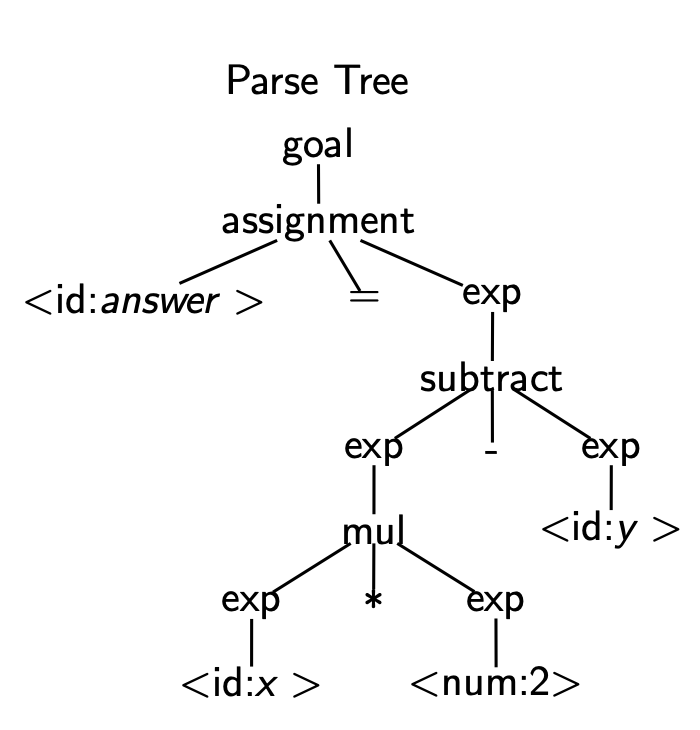 Parse Tree
goal
assignment
<id:answer > = exp
subtract
exp - exp
mul <id:y >
exp * exp
<id:x > <num:2>